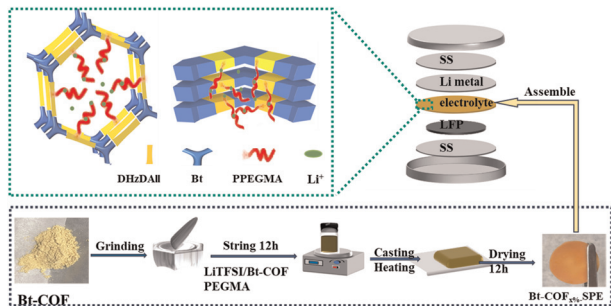 SS
Li metal
electrolyte
LFP
SS
Assemble
DHzDAll
Bt
PPEGMA
Li⁺
Bt-COF
Grinding
String 12h
LiTFSI/Bt-COF
PEGMA
Casting
Heating
Drying
12h
Bt-COFₓ% SPE